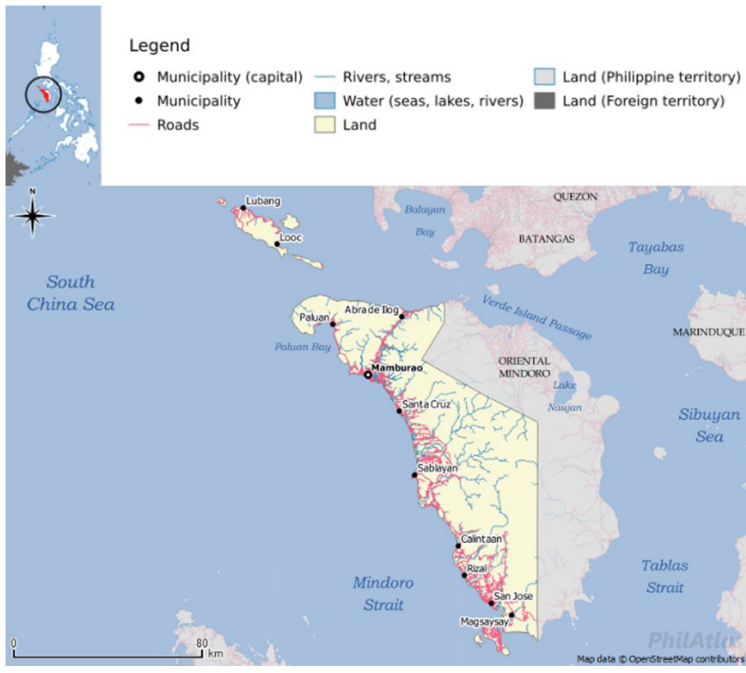 Legend
Municipality (capital)
Municipality
Roads
Rivers, streams
Water (seas, lakes, rivers)
Land
Land (Philippine territory)
Land (Foreign territory)
N
Lubang
Looc
Balayan
Bay
QUEZON
BATANGAS
Tayabas
Bay
South
China Sea
Verde Island Passage
Abra de Ilog
Paluan
Paluan Bay
MARINDUQUE
ORIENTAL
MINDORO
Mamburao
Lake
Naujan
Santa Cruz
Sibuyan
Sea
Sablayan
Calintaan
Rizal
Tablas
Strait
Mindoro
Strait
San Jose
Magsaysay
PhilAtlas
0 80
km
Map data © OpenStreetMap contributors